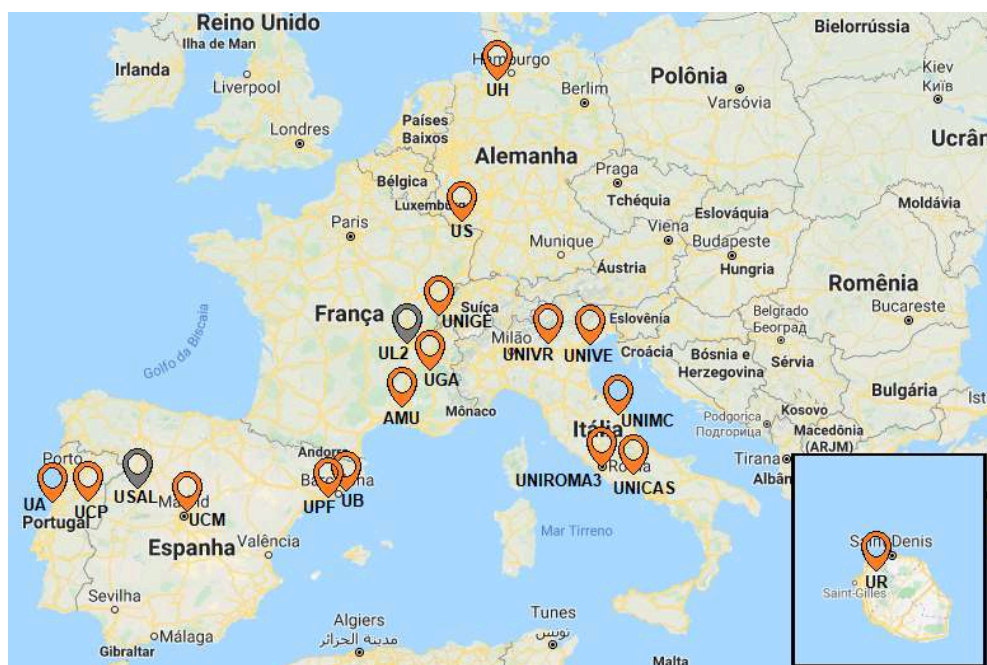 Reino Unido
Ilha de Man
Irlanda
Liverpool
Londres
Hamburgo
UH
Berlim
Polônia
Varsóvia
Bielorrússia
Kiev
Київ
Ucrân
Países
Baixos
Alemanha
Bélgica
Luxemburg
US
Praga
Tchéquia
Eslováquia
Moldávia
Paris
Munique
Viena
Áustria
Budapeste
Hungria
Romênia
Bucareste
França
Suíça
UNIGE
UL2
UGA
AMU
Mônaco
Milão
UNIVR
UNIVE
Eslovênia
Croácia
Belgrado
Београд
Bósnia e
Herzegovina
Sérvia
Bulgária
Ist
Golfo da Biscaia
Itália
UNIMC
Podgorica
Подгорица
Kosovo
Macedônia
(ARJM)
Tirana
Albân
UNIROMA3
Roma
UNICAS
Porto
UA
Portugal
UCP
USAL
Madrid
UCM
Espanha
Andorra
Barcelona
UPF
UB
Valência
Mar Tirreno
Sevilha
Málaga
Gibraltar
Algiers
مدينة الجزائر
Tunes
تونس
Malta
Saint-Denis
UR
Saint-Gilles